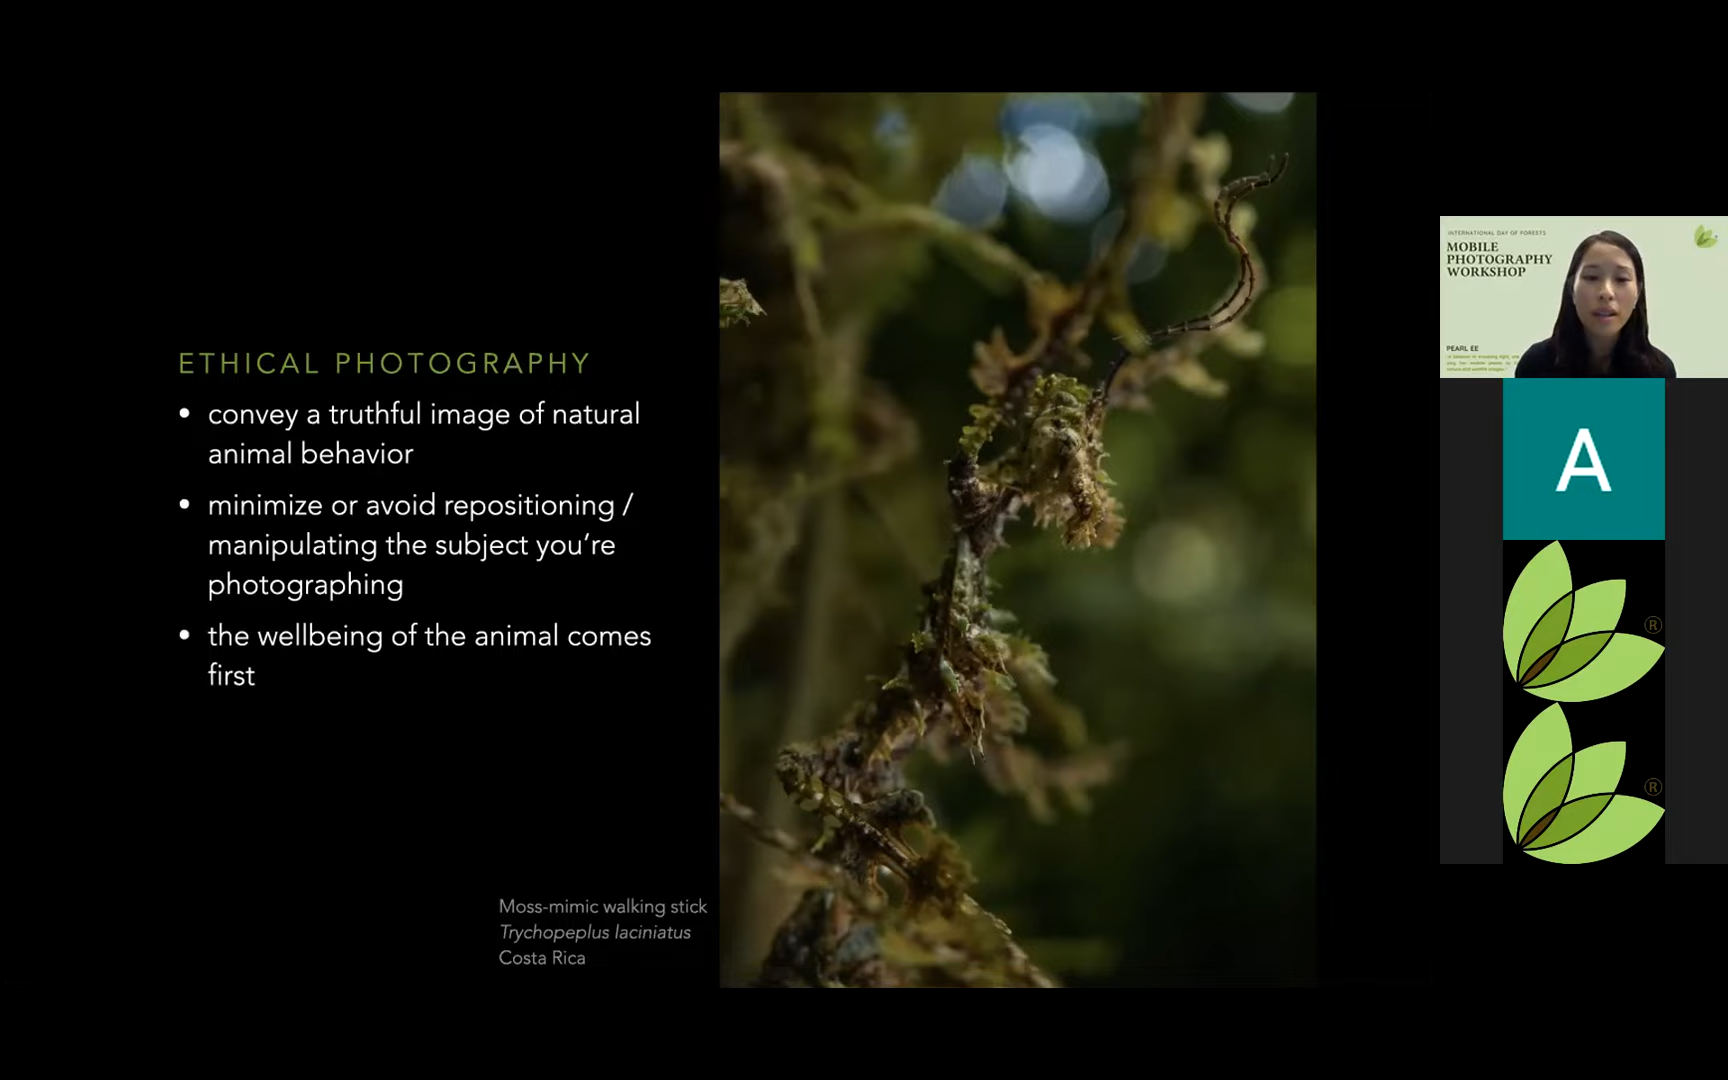 ETHICAL PHOTOGRAPHY
• convey a truthful image of natural
animal behavior
• minimize or avoid repositioning /
manipulating the subject you're
photographing
• the wellbeing of the animal comes
first
Moss-mimic walking stick
Trychopeplus laciniatus
Costa Rica
INTERNATIONAL DAY OF FORESTS
MOBILE
PHOTOGRAPHY
WORKSHOP
PEARL EE
A
®
®